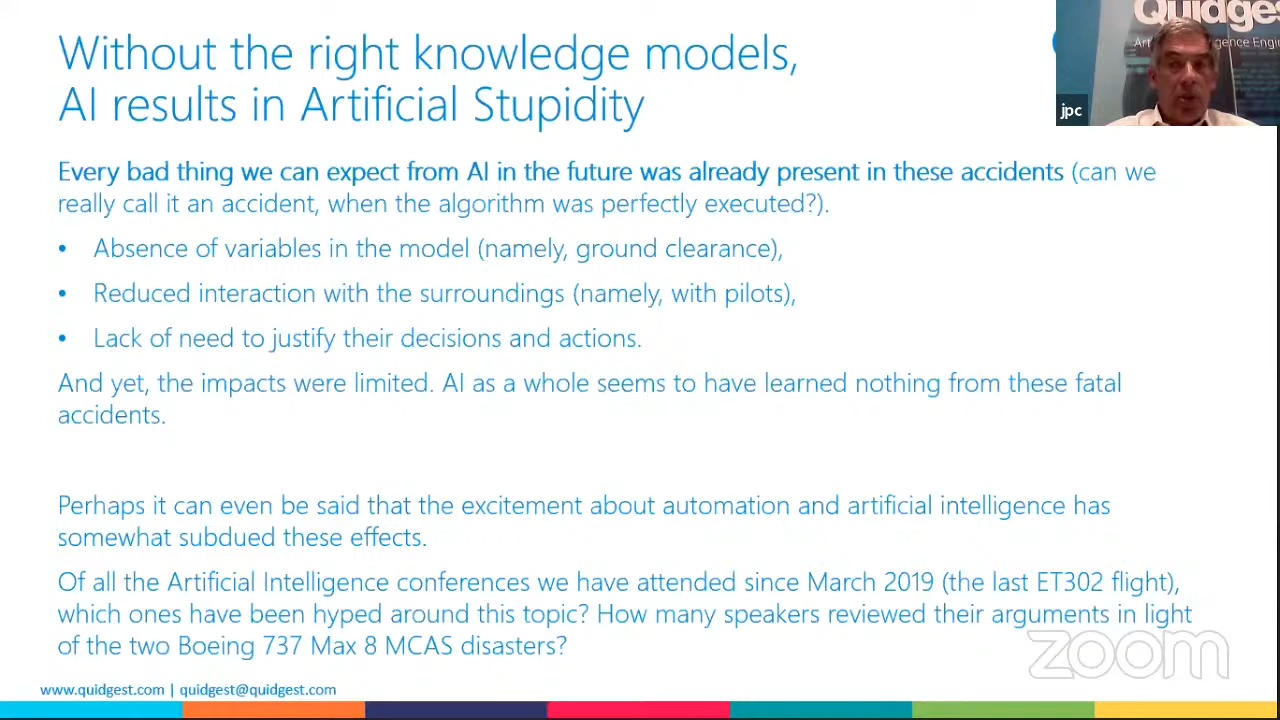 Without the right knowledge models,
AI results in Artificial Stupidity
Quidges
Art
gence Engi
jpc
Every bad thing we can expect from AI in the future was already present in these accidents (can we
really call it an accident, when the algorithm was perfectly executed?).
• Absence of variables in the model (namely, ground clearance),
• Reduced interaction with the surroundings (namely, with pilots),
• Lack of need to justify their decisions and actions.
And yet, the impacts were limited. AI as a whole seems to have learned nothing from these fatal
accidents.
Perhaps it can even be said that the excitement about automation and artificial intelligence has
somewhat subdued these effects.
Of all the Artificial Intelligence conferences we have attended since March 2019 (the last ET302 flight),
which ones have been hyped around this topic? How many speakers reviewed their arguments in light
of the two Boeing 737 Max 8 MCAS disasters?
zoom
www.quidgest.com | quidgest@quidgest.com